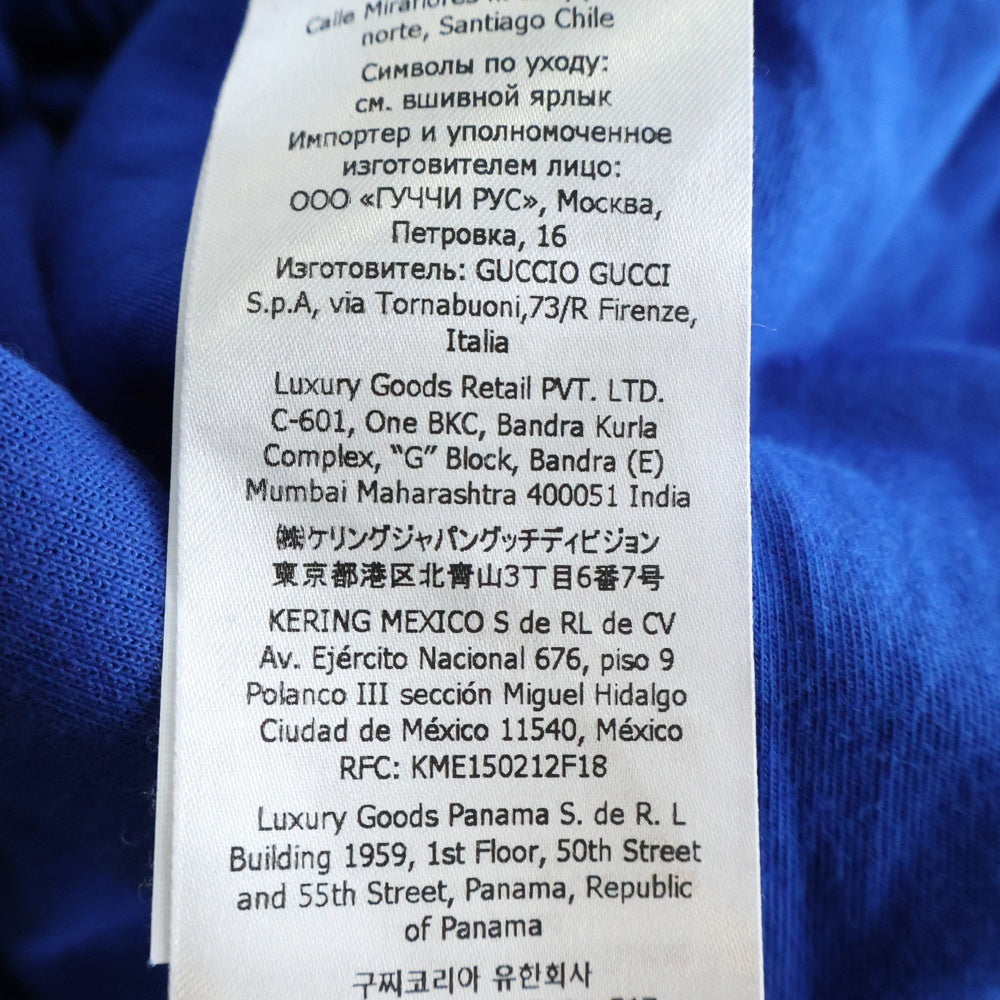 Calle
norte, Santiago Chile
Символы по уходу:
см. вшивной ярлык
Импортер и уполномоченное
изготовителем лицо:
ООО «ГУЧЧИ РУС», Москва,
Петровка, 16
Изготовитель: GUCCIO GUCCI
S.p.A, via Tornabuoni,73/R Firenze,
Italia
Luxury Goods Retail PVT. LTD.
C-601, One BKC, Bandra Kurla
Complex, “G” Block, Bandra (E)
Mumbai Maharashtra 400051 India
㈱ケリングジャパングッチディビジョン
東京都港区北青山3丁目6番7号
KERING MEXICO S de RL de CV
Av. Ejército Nacional 676, piso 9
Polanco III sección Miguel Hidalgo
Ciudad de México 11540, México
RFC: KME150212F18
Luxury Goods Panama S. de R. L
Building 1959, 1st Floor, 50th Street
and 55th Street, Panama, Republic
of Panama
구찌코리아 유한회사